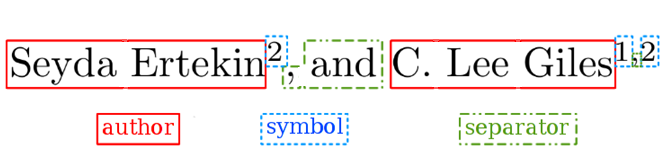 Seyda Ertekin², and C. Lee Giles¹,²
author symbol separator